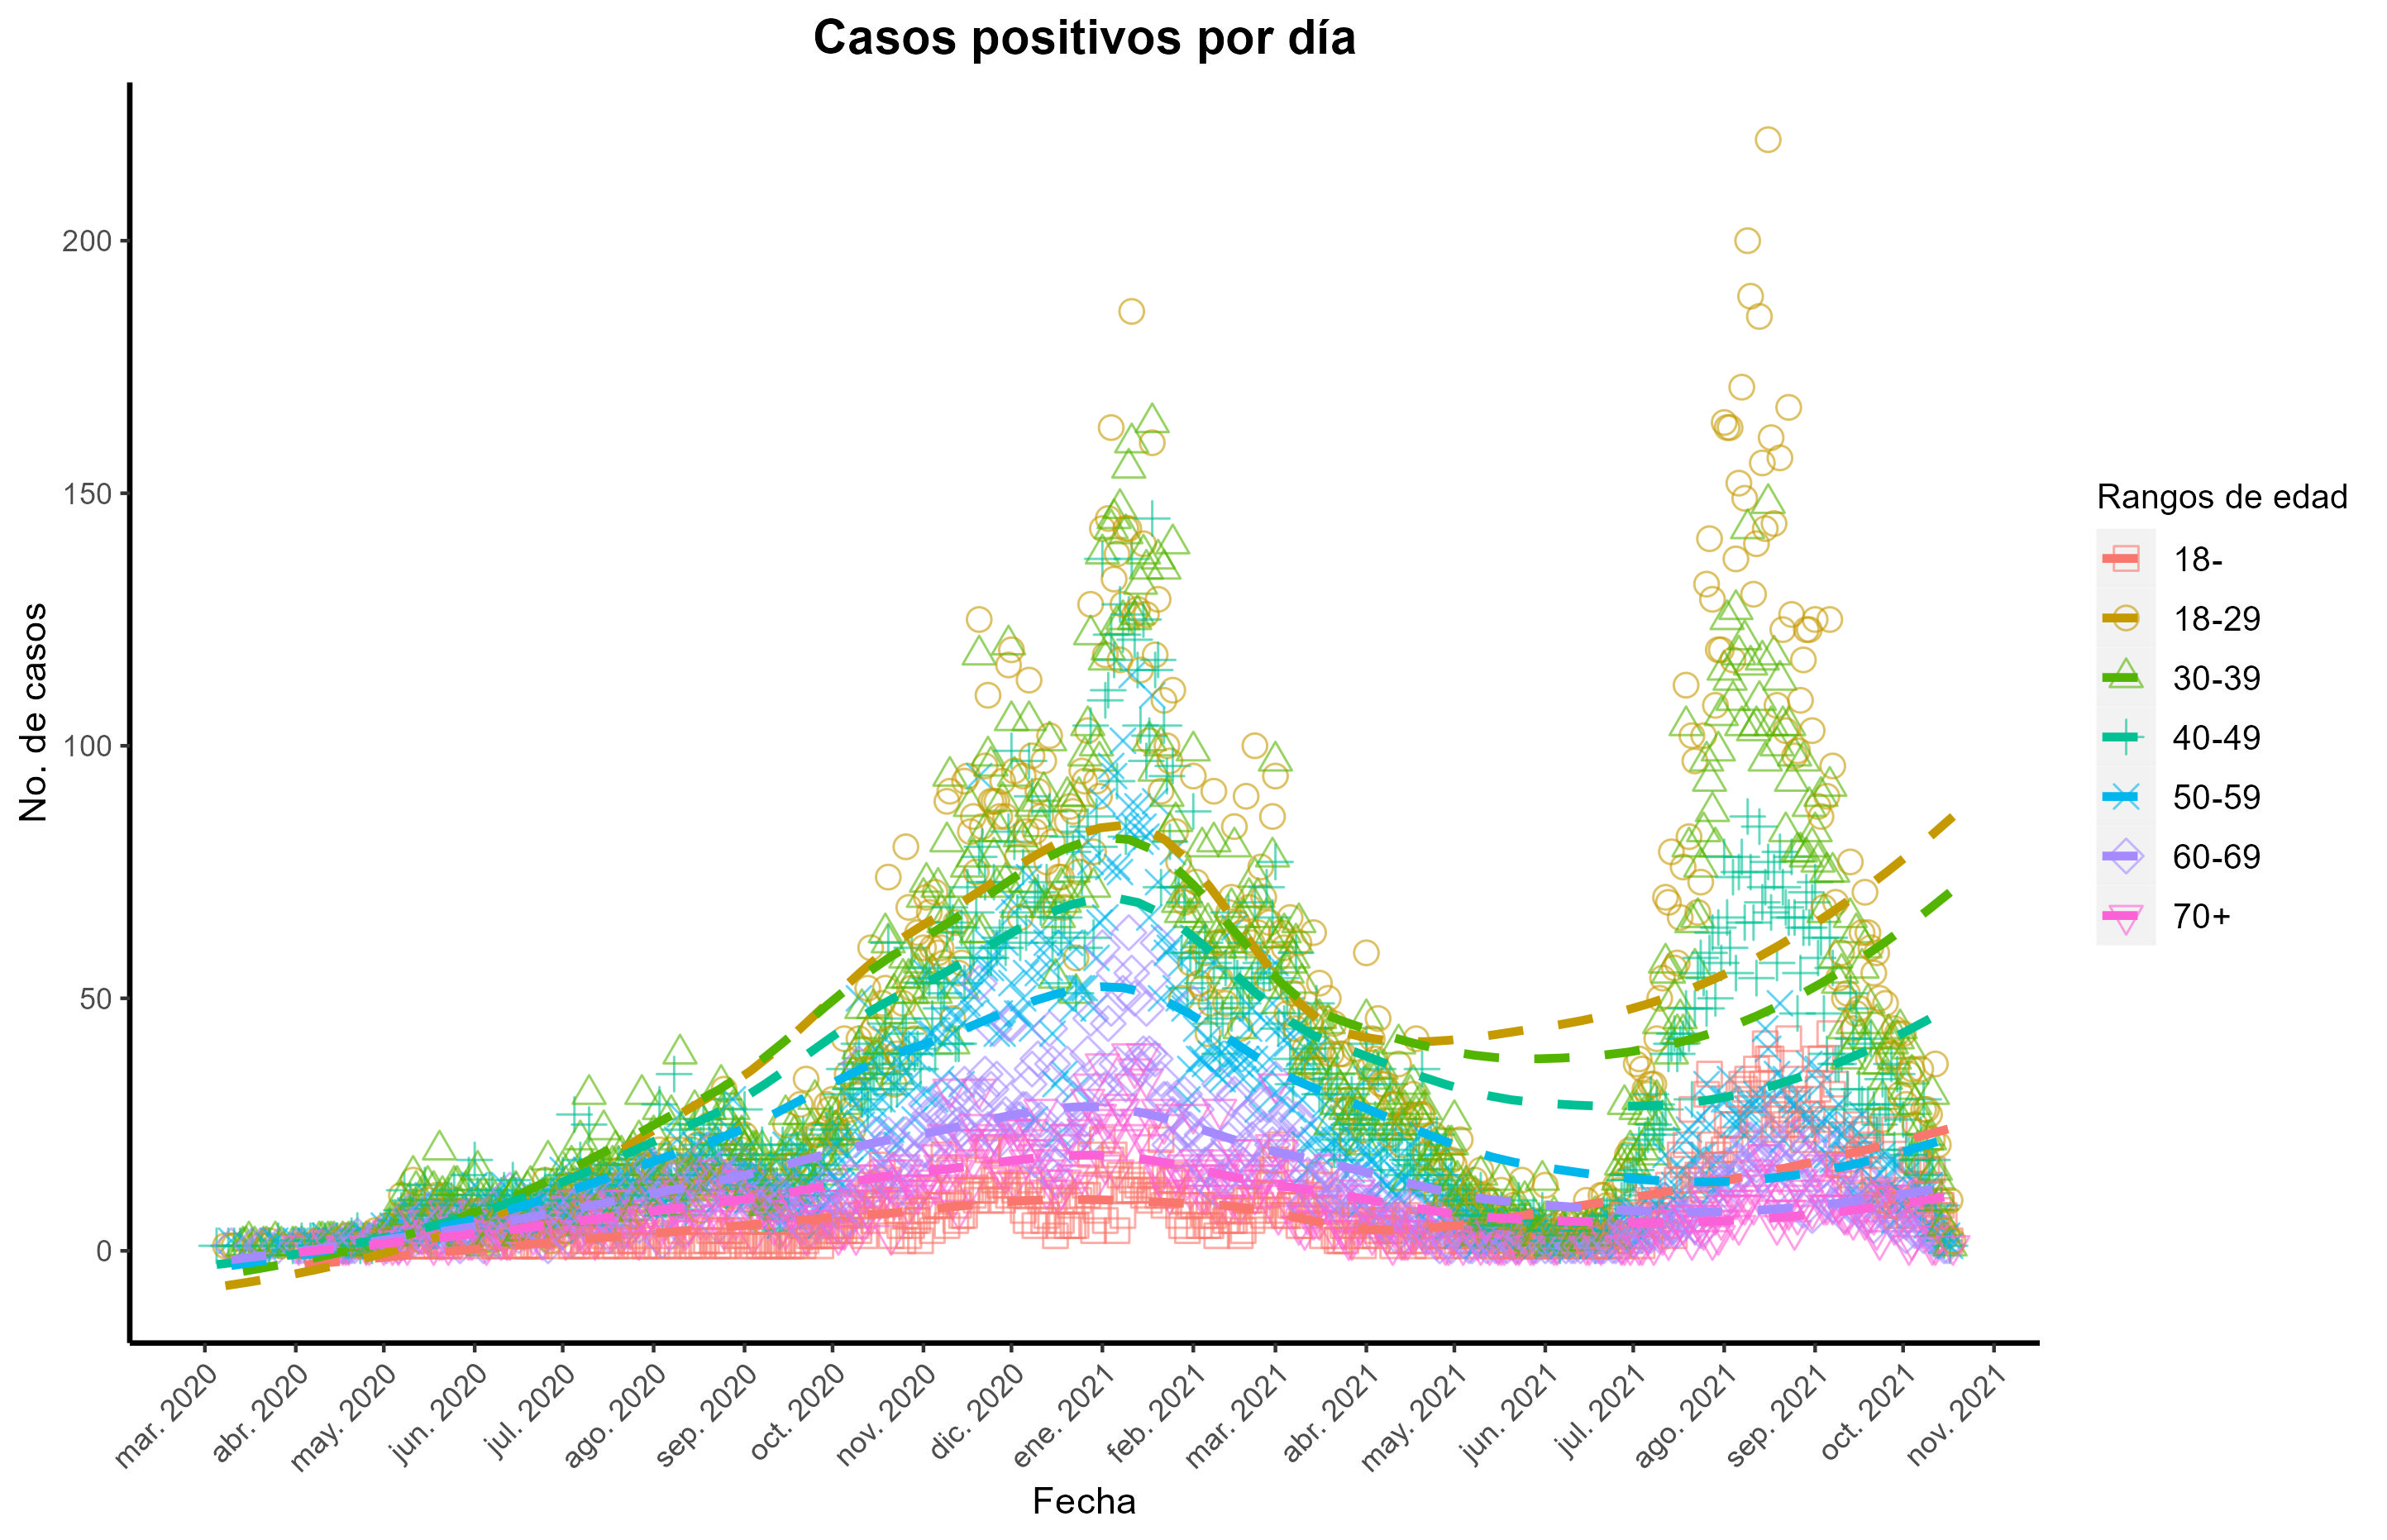 Casos positivos por día
No. de casos
200
150
100
50
0
mar. 2020
abr. 2020
may. 2020
jun. 2020
jul. 2020
ago. 2020
sep. 2020
oct. 2020
nov. 2020
dic. 2020
ene. 2021
feb. 2021
mar. 2021
abr. 2021
may. 2021
jun. 2021
jul. 2021
ago. 2021
sep. 2021
oct. 2021
nov. 2021
Fecha
Rangos de edad
18-
18-29
30-39
40-49
50-59
60-69
70+